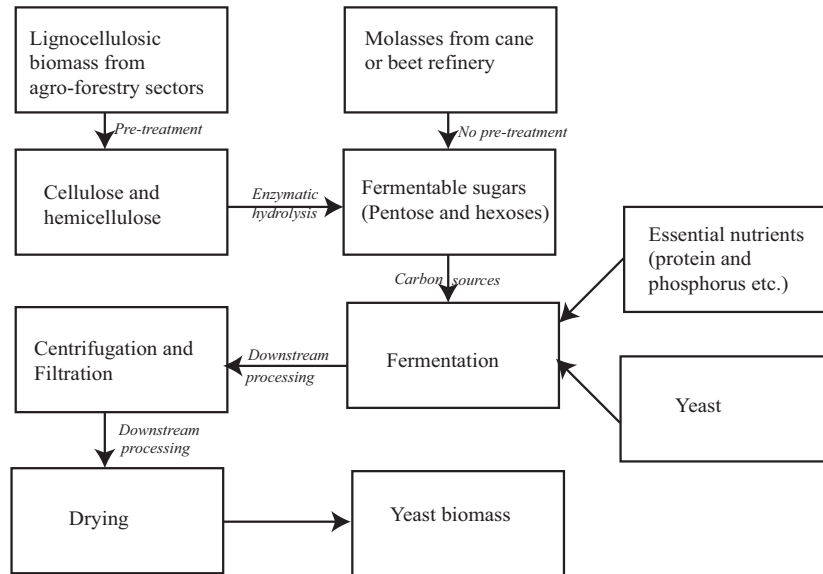 Lignocellulosic
biomass from
agro-forestry sectors
Molasses from cane
or beet refinery
Pre-treatment
No pre-treatment
Cellulose and
hemicellulose
Enzymatic
hydrolysis
Fermentable sugars
(Pentose and hexoses)
Essential nutrients
(protein and
phosphorus etc.)
Carbon sources
Centrifugation and
Filtration
Downstream
processing
Fermentation
Yeast
Downstream
processing
Drying
Yeast biomass